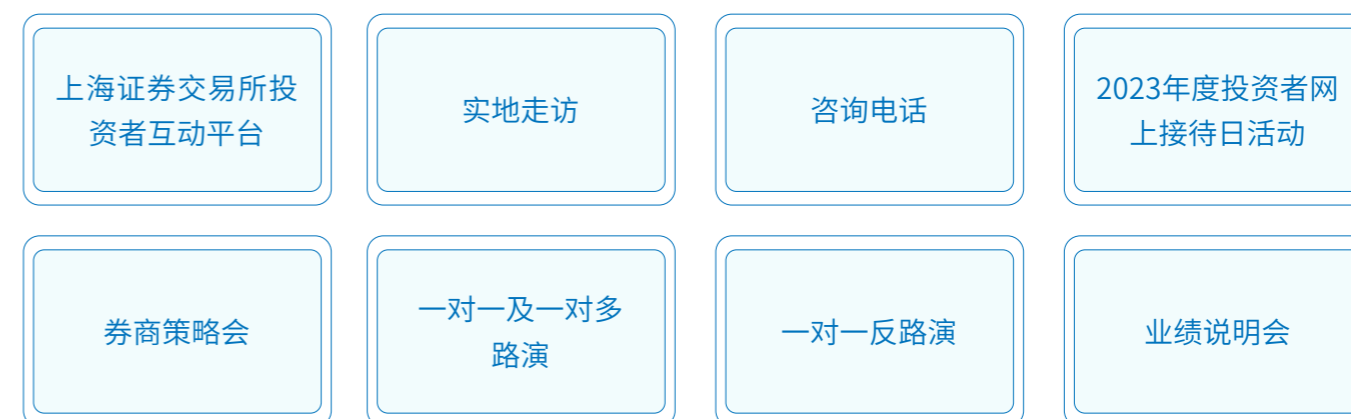 上海证券交易所投
资者互动平台
实地走访
咨询电话
2023年度投资者网
上接待日活动
券商策略会
一对一及一对多
路演
一对一反路演
业绩说明会